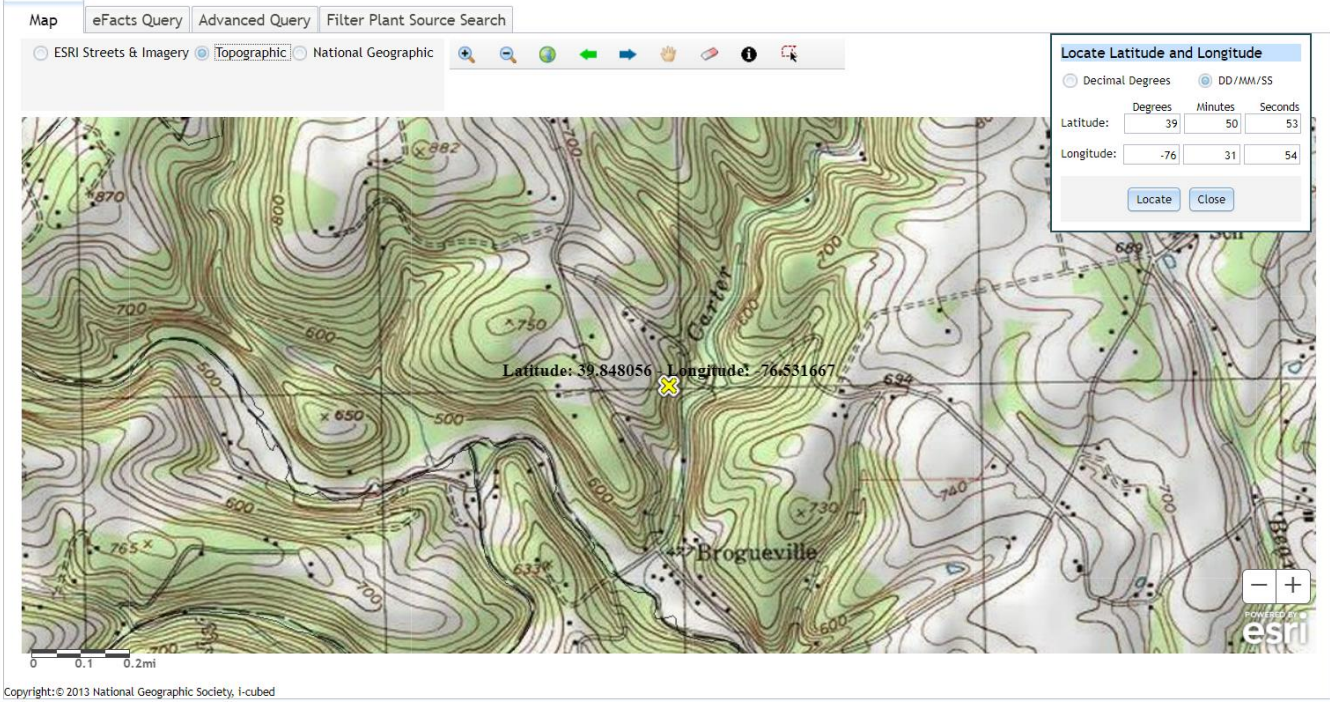 Map eFacts Query Advanced Query Filter Plant Source Search
ESRI Streets & Imagery Topographic National Geographic
Locate Latitude and Longitude
Decimal Degrees DD/MM/SS
Degrees Minutes Seconds
Latitude: 39 50 53
Longitude: -76 31 54
Locate Close
882
700
870
800
700
689
Sch
Carter
600
700
600
750
Latitude: 39.848056 - Longitude: -76.531667
500
694
650
500
600
740
700
600
730
765
477 Brogueville
633
700
600
700
Bea
POWERED BY
esri
0 0.1 0.2mi
Copyright:© 2013 National Geographic Society, i-cubed